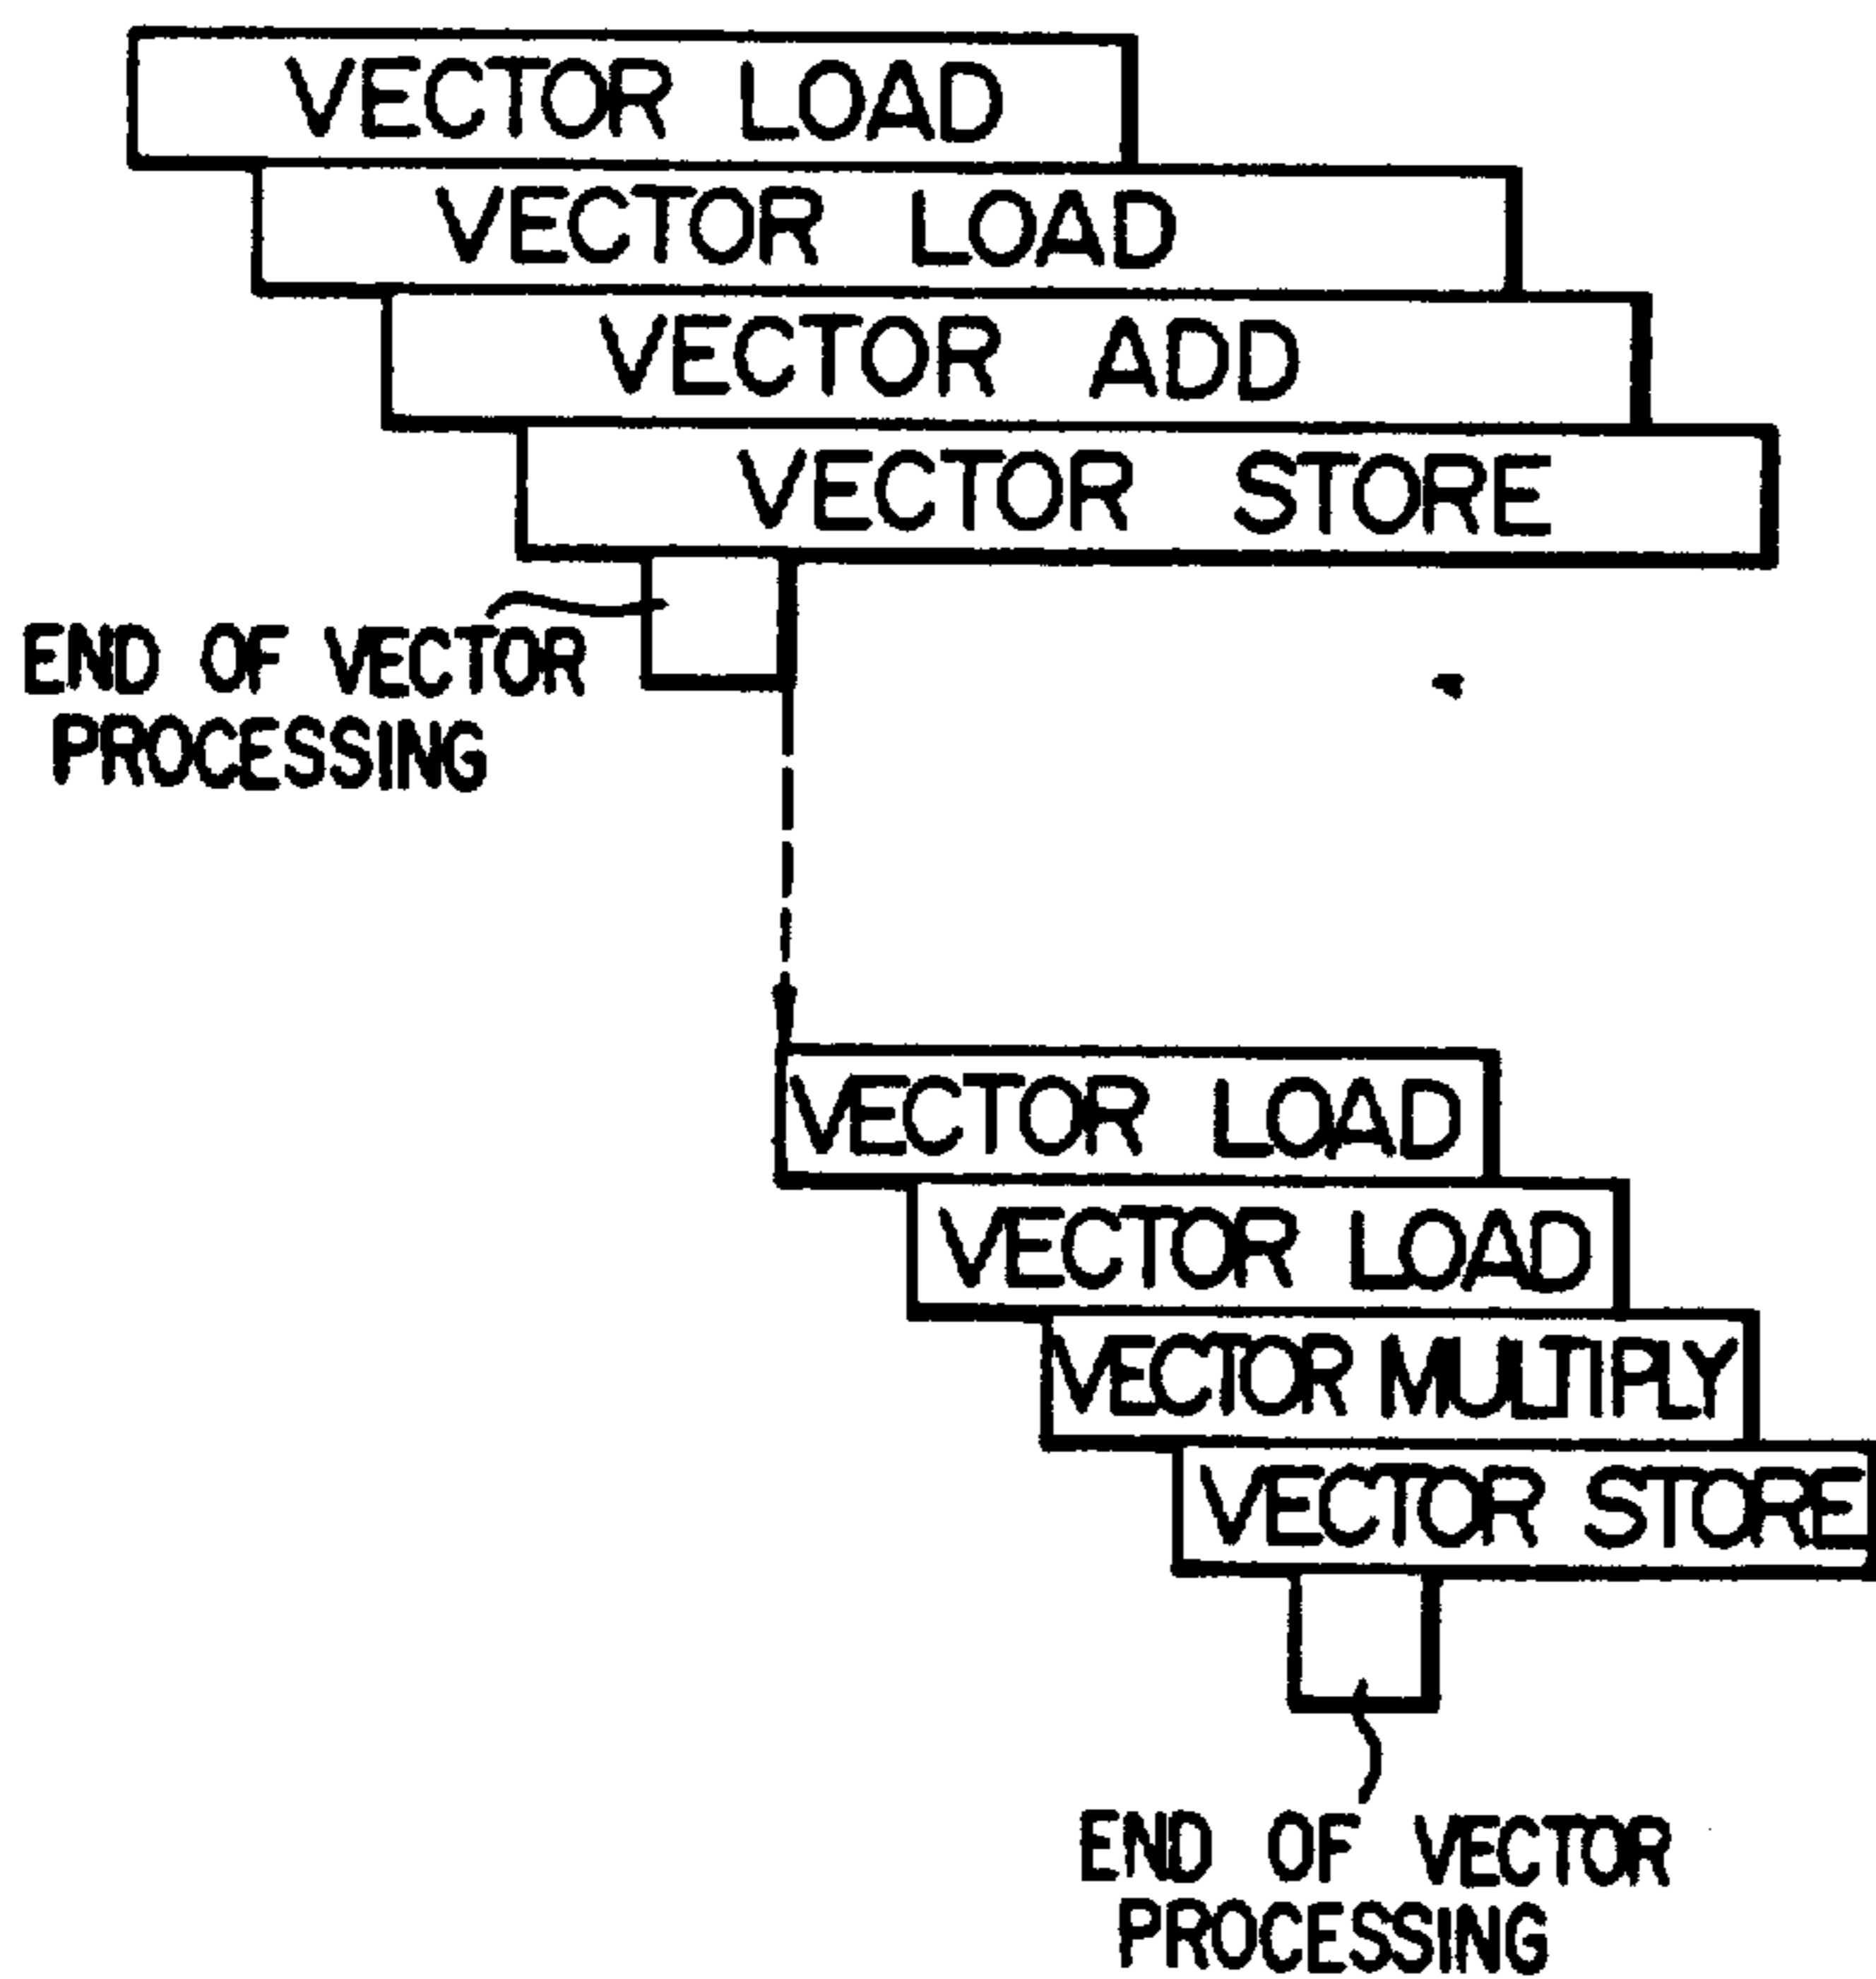 VECTOR LOAD
VECTOR LOAD
VECTOR ADD
VECTOR STORE
END OF VECTOR
PROCESSING
VECTOR LOAD
VECTOR LOAD
VECTOR MULTIPLY
VECTOR STORE
END OF VECTOR
PROCESSING